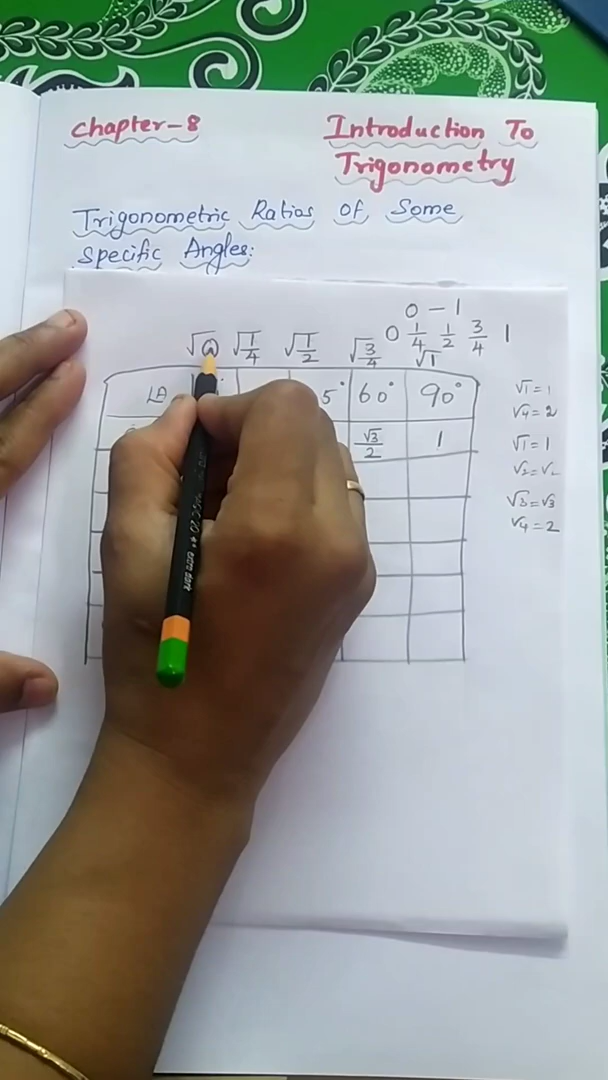 Chapter-8
Introduction To
Trigonometry
Trigonometric Ratios Of Some
Specific Angles:
0 - 1
0 1/4 1/2 3/4 1
√0 √1/4 √1/2 √3/4 √1
∠A 5° 60° 90°
√3/2 1
√1 = 1
√4 = 2
√1 = 1
√2 = √2
√3 = √3
√4 = 2